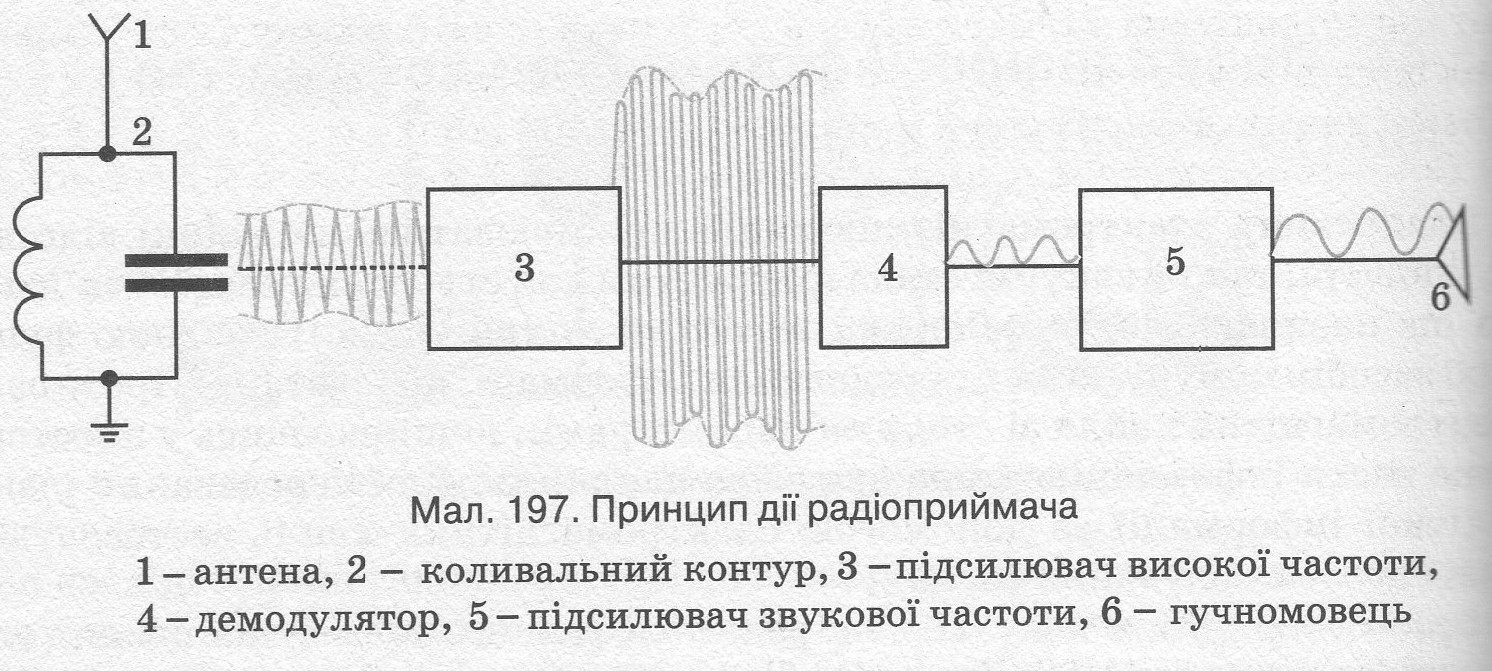 1
2
3
4
5
6
Мал. 197. Принцип дії радіоприймача
1 – антена, 2 – коливальний контур, 3 – підсилювач високої частоти,
4 – демодулятор, 5 – підсилювач звукової частоти, 6 – гучномовець